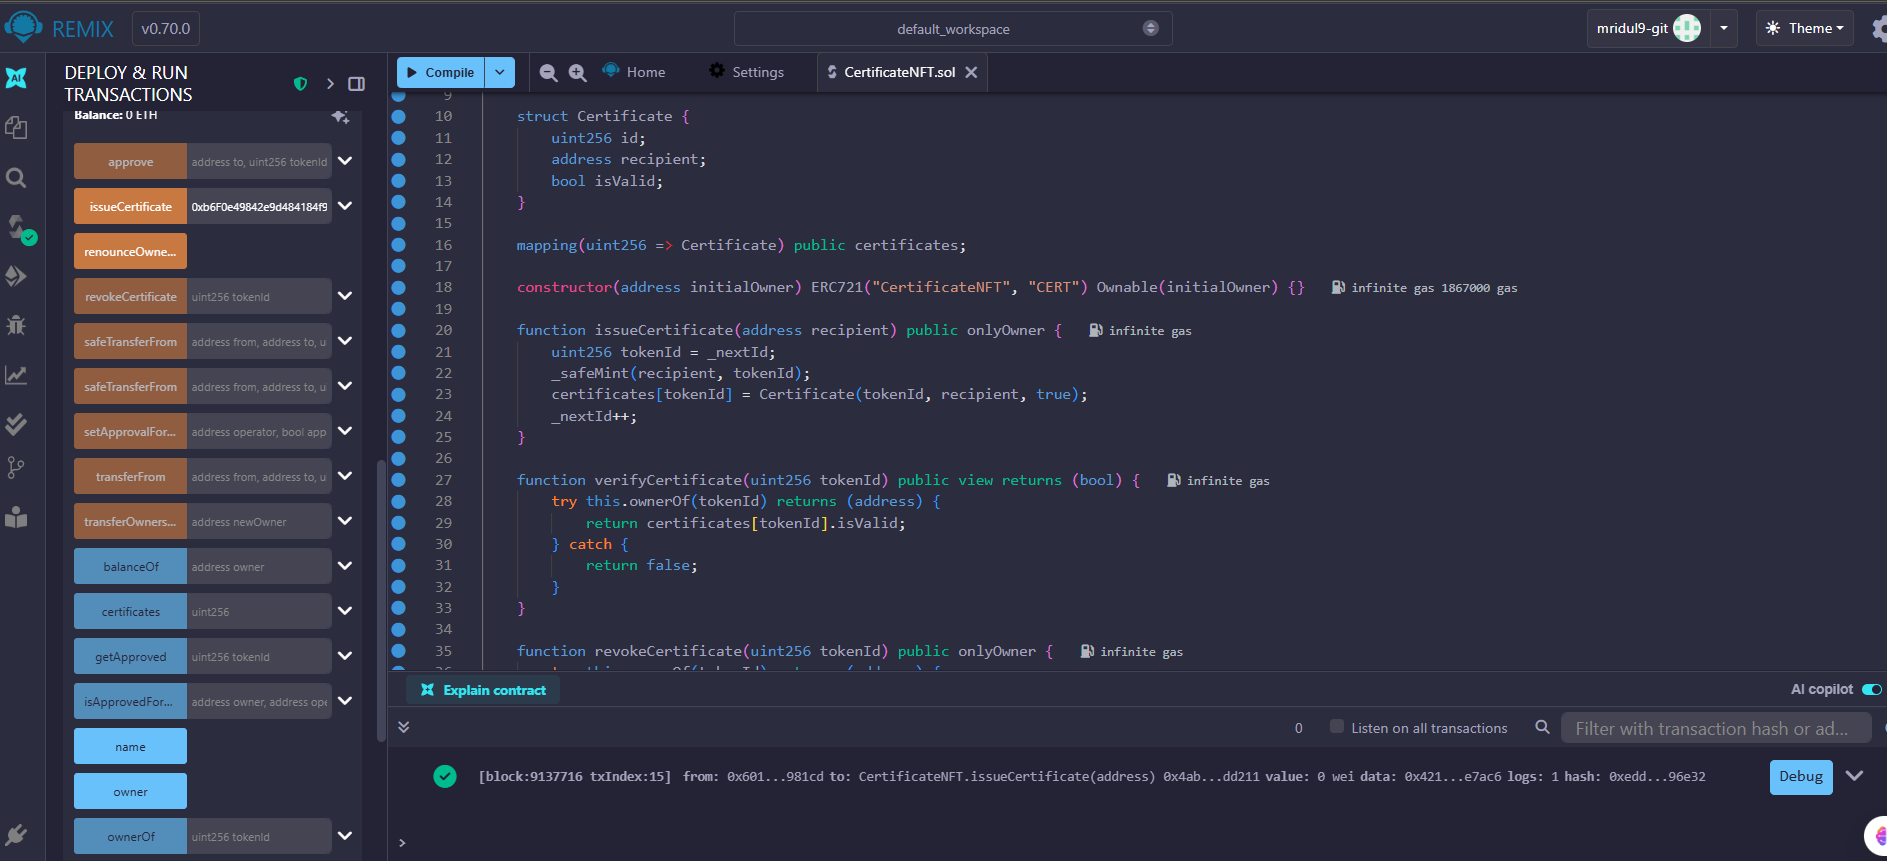 REMIX v0.70.0 default_workspace mridul9-git Theme
DEPLOY & RUN
TRANSACTIONS
Balance: 0 ETH
approve address to, uint256 tokenId
issueCertificate 0xb6F0e49842e9d484184f9
renounceOwne...
revokeCertificate uint256 tokenId
safeTransferFrom address from, address to, u
safeTransferFrom address from, address to, u
setApprovalFor... address operator, bool app
transferFrom address from, address to, u
transferOwners... address newOwner
balanceOf address owner
certificates uint256
getApproved uint256 tokenId
isApprovedFor... address owner, address ope
name
owner
ownerOf uint256 tokenId
Compile Home Settings CertificateNFT.sol
9
10 struct Certificate {
11 uint256 id;
12 address recipient;
13 bool isValid;
14 }
15
16 mapping(uint256 => Certificate) public certificates;
17
18 constructor(address initialOwner) ERC721("CertificateNFT", "CERT") Ownable(initialOwner) {} infinite gas 1867000 gas
19
20 function issueCertificate(address recipient) public onlyOwner { infinite gas
21 uint256 tokenId = _nextId;
22 _safeMint(recipient, tokenId);
23 certificates[tokenId] = Certificate(tokenId, recipient, true);
24 _nextId++;
25 }
26
27 function verifyCertificate(uint256 tokenId) public view returns (bool) { infinite gas
28 try this.ownerOf(tokenId) returns (address) {
29 return certificates[tokenId].isValid;
30 } catch {
31 return false;
32 }
33 }
34
35 function revokeCertificate(uint256 tokenId) public onlyOwner { infinite gas
Explain contract AI copilot
0 Listen on all transactions Filter with transaction hash or ad...
[block:9137716 txIndex:15] from: 0x601...981cd to: CertificateNFT.issueCertificate(address) 0x4ab...dd211 value: 0 wei data: 0x421...e7ac6 logs: 1 hash: 0xedd...96e32 Debug
>